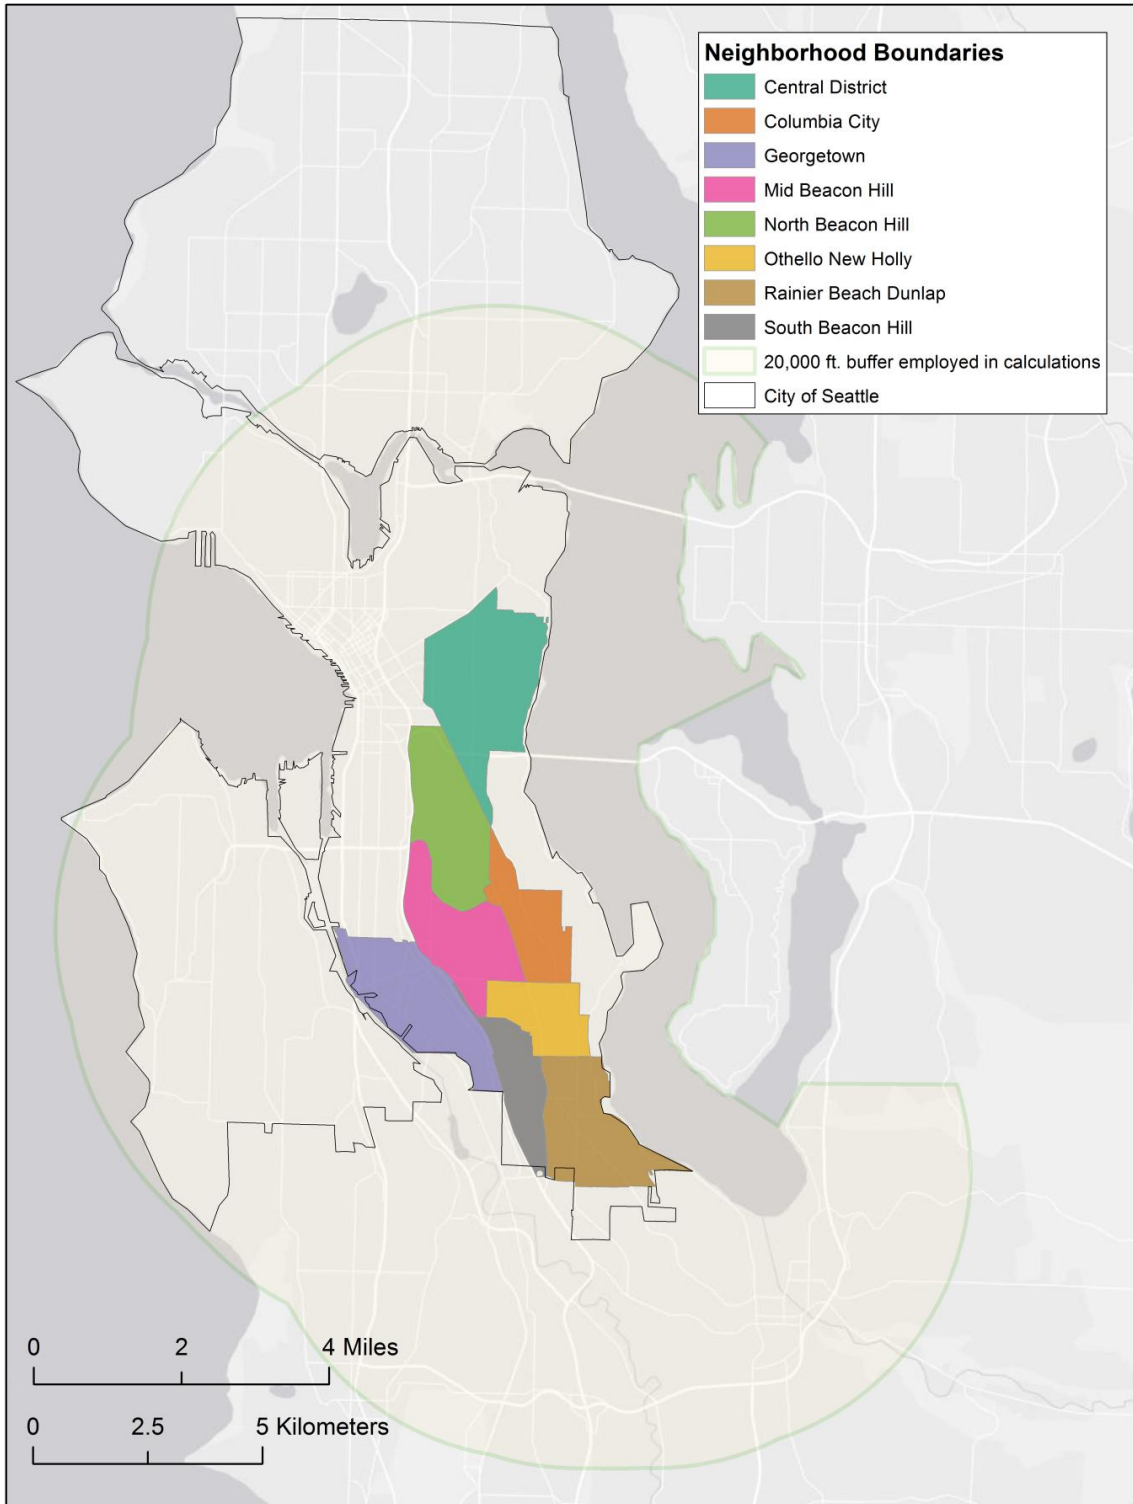 Neighborhood Boundaries
Central District
Columbia City
Georgetown
Mid Beacon Hill
North Beacon Hill
Othello New Holly
Rainier Beach Dunlap
South Beacon Hill
20,000 ft. buffer employed in calculations
City of Seattle
0 2 4 Miles
0 2.5 5 Kilometers